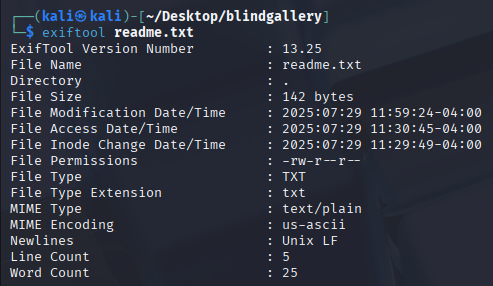 ┌──(kali㉿kali)-[~/Desktop/blindgallery]
└─$ exiftool readme.txt
ExifTool Version Number         : 13.25
File Name                       : readme.txt
Directory                       : .
File Size                       : 142 bytes
File Modification Date/Time     : 2025:07:29 11:59:24-04:00
File Access Date/Time           : 2025:07:29 11:30:45-04:00
File Inode Change Date/Time     : 2025:07:29 11:29:49-04:00
File Permissions                : -rw-r--r--
File Type                       : TXT
File Type Extension             : txt
MIME Type                       : text/plain
MIME Encoding                   : us-ascii
Newlines                        : Unix LF
Line Count                      : 5
Word Count                      : 25